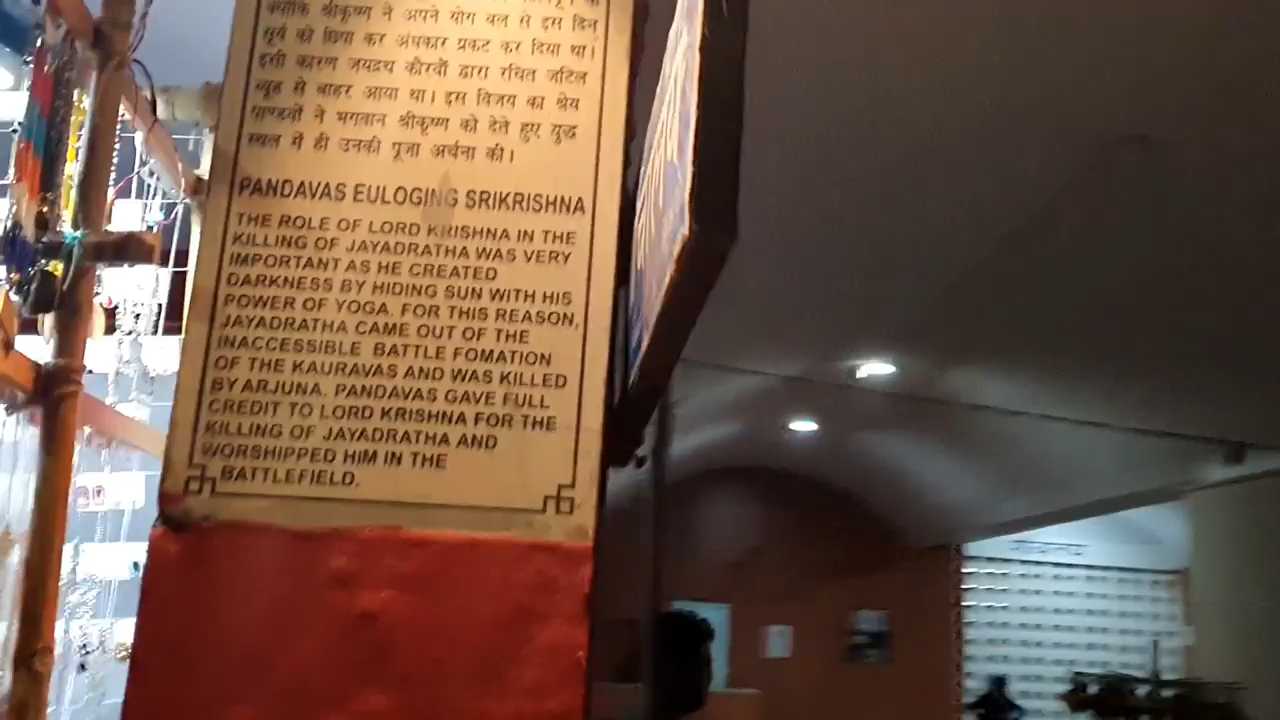 क्योंकि श्रीकृष्ण ने अपने योग बल से इस दिन
सूर्य को छिपा कर अंधकार प्रकट कर दिया था।
इसी कारण जयद्रथ कौरवों द्वारा रचित जटिल
व्यूह से बाहर आया था। इस विजय का श्रेय
पाण्डवों ने भगवान श्रीकृष्ण को देते हुए युद्ध
स्थल में ही उनकी पूजा अर्चना की।
PANDAVAS EULOGING SRIKRISHNA
THE ROLE OF LORD KRISHNA IN THE
KILLING OF JAYADRATHA WAS VERY
IMPORTANT AS HE CREATED
DARKNESS BY HIDING SUN WITH HIS
POWER OF YOGA. FOR THIS REASON,
JAYADRATHA CAME OUT OF THE
INACCESSIBLE BATTLE FOMATION
OF THE KAURAVAS AND WAS KILLED
BY ARJUNA. PANDAVAS GAVE FULL
CREDIT TO LORD KRISHNA FOR THE
KILLING OF JAYADRATHA AND
WORSHIPPED HIM IN THE
BATTLEFIELD.